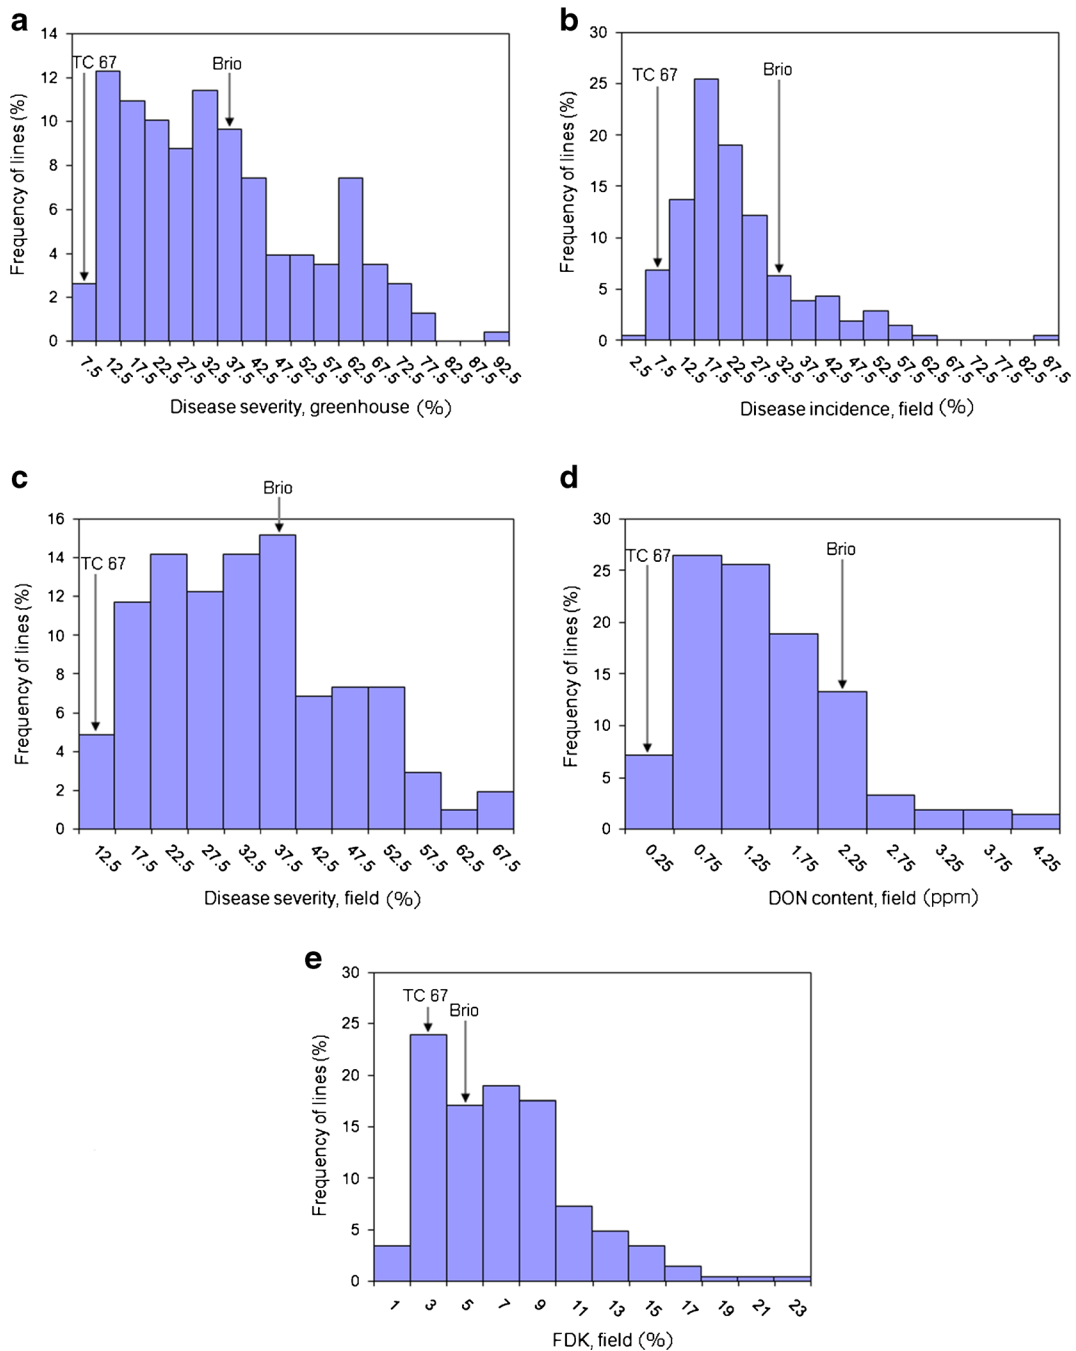 a
14
12
10
8
6
4
2
0
Frequency of lines (%)
TC 67
Brio
7.5 12.5 17.5 22.5 27.5 32.5 37.5 42.5 47.5 52.5 57.5 62.5 67.5 72.5 77.5 82.5 87.5 92.5
Disease severity, greenhouse (%)
b
30
25
20
15
10
5
0
Frequency of lines (%)
TC 67
Brio
2.5 7.5 12.5 17.5 22.5 27.5 32.5 37.5 42.5 47.5 52.5 57.5 62.5 67.5 72.5 77.5 82.5 87.5
Disease incidence, field (%)
c
16
14
12
10
8
6
4
2
0
Frequency of lines (%)
TC 67
Brio
12.5 17.5 22.5 27.5 32.5 37.5 42.5 47.5 52.5 57.5 62.5 67.5
Disease severity, field (%)
d
30
25
20
15
10
5
0
Frequency of lines (%)
TC 67
Brio
0.25 0.75 1.25 1.75 2.25 2.75 3.25 3.75 4.25
DON content, field (ppm)
e
30
25
20
15
10
5
0
Frequency of lines (%)
TC 67
Brio
1 3 5 7 9 11 13 15 17 19 21 23
FDK, field (%)